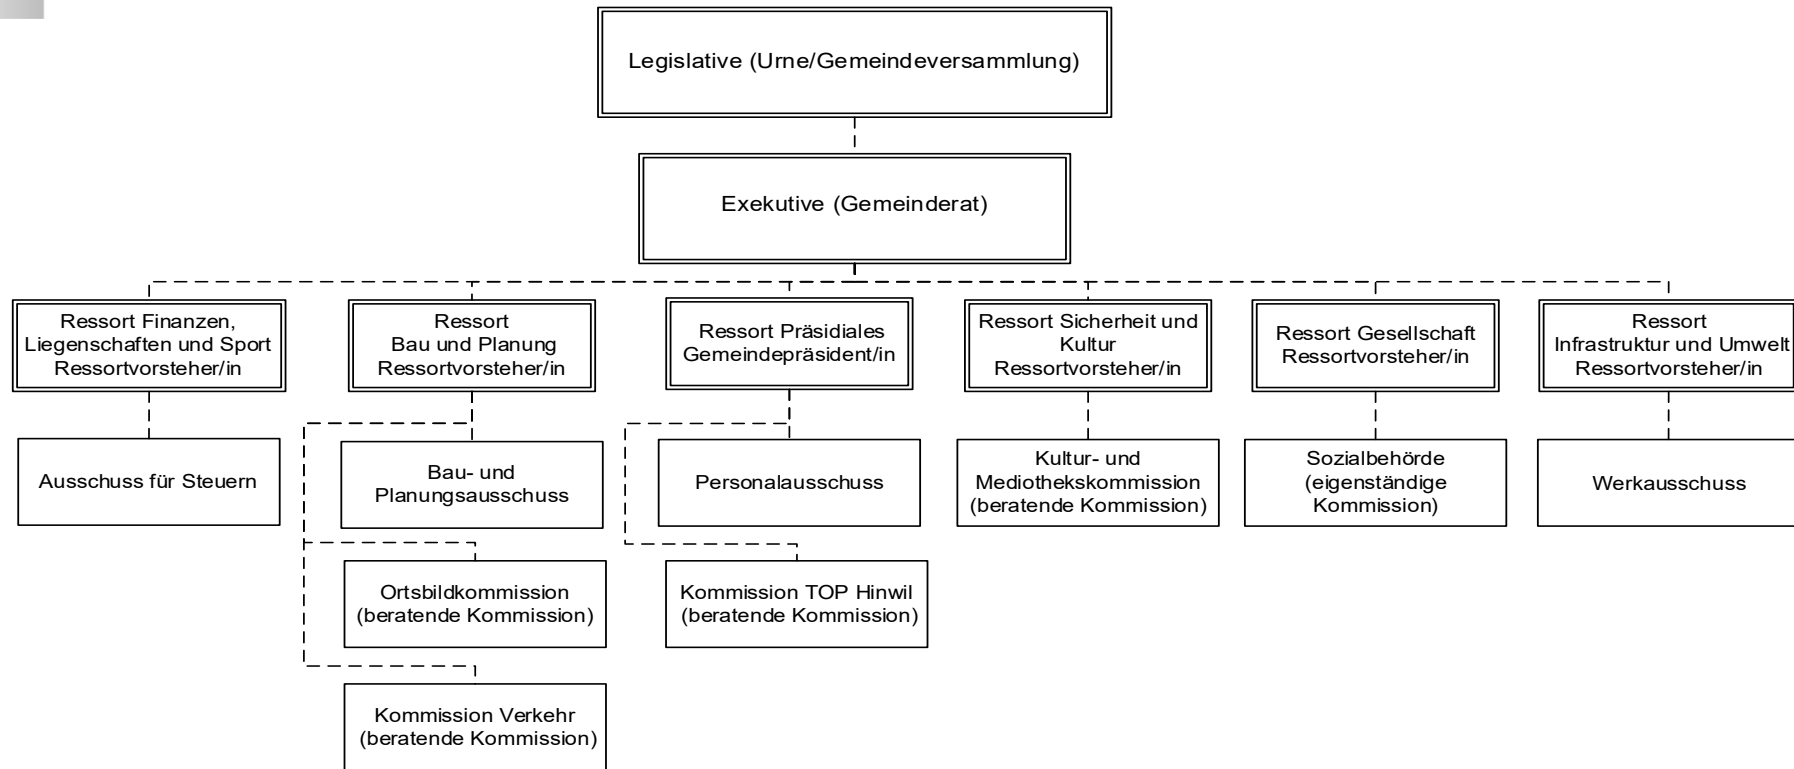 Legislative (Urne/Gemeindeversammlung)
Exekutive (Gemeinderat)
Ressort Finanzen,
Liegenschaften und Sport
Ressortvorsteher/in
Ressort
Bau und Planung
Ressortvorsteher/in
Ressort Präsidiales
Gemeindepräsident/in
Ressort Sicherheit und
Kultur
Ressortvorsteher/in
Ressort Gesellschaft
Ressortvorsteher/in
Ressort
Infrastruktur und Umwelt
Ressortvorsteher/in
Ausschuss für Steuern
Bau- und
Planungsausschuss
Personalausschuss
Kultur- und
Mediothekskommission
(beratende Kommission)
Sozialbehörde
(eigenständige
Kommission)
Werkausschuss
Ortsbildkommission
(beratende Kommission)
Kommission TOP Hinwil
(beratende Kommission)
Kommission Verkehr
(beratende Kommission)